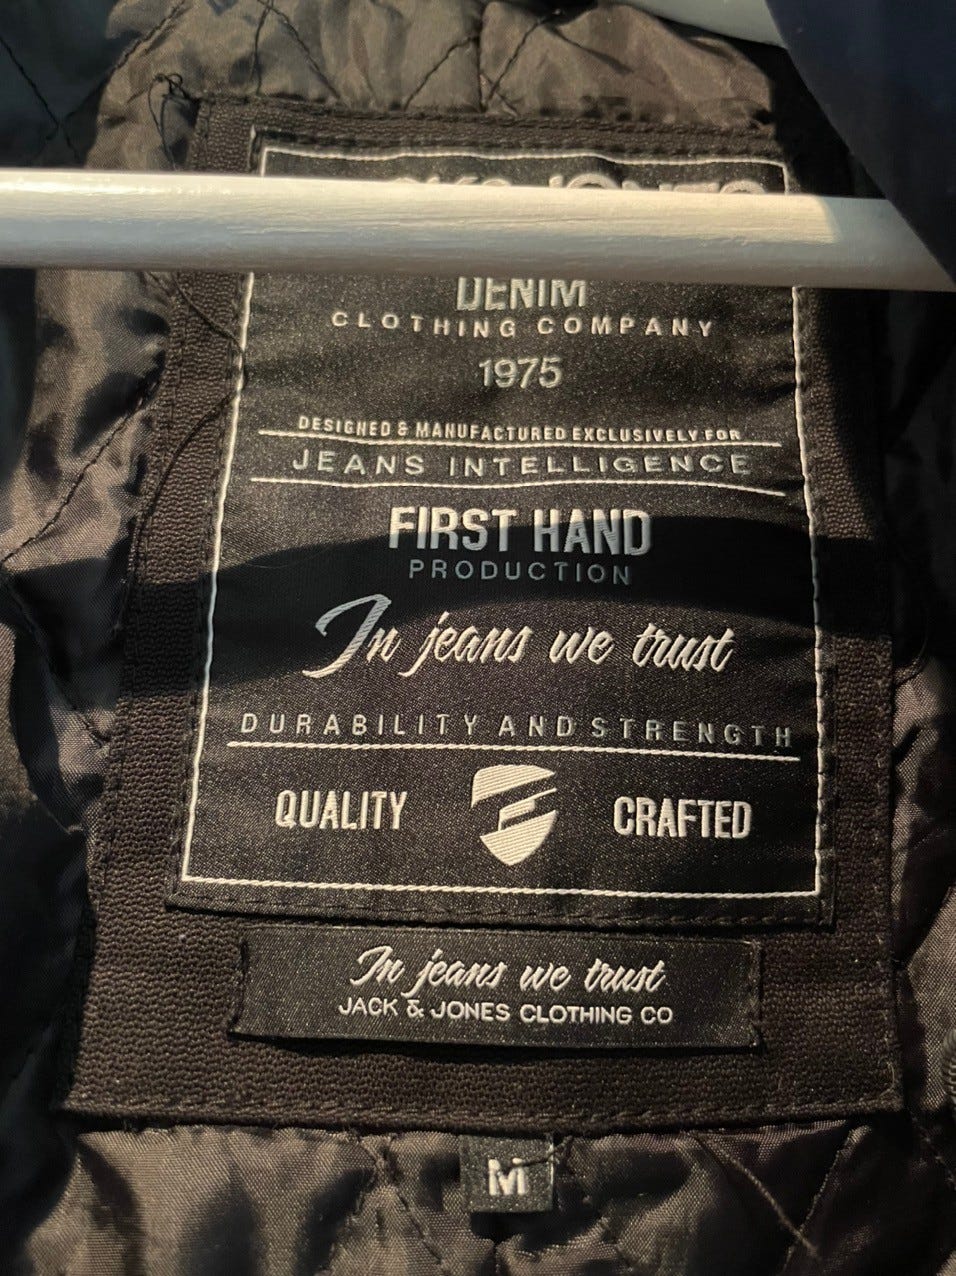 DENIM
CLOTHING COMPANY
1975
DESIGNED & MANUFACTURED EXCLUSIVELY FOR
JEANS INTELLIGENCE
FIRST HAND
PRODUCTION
In jeans we trust
DURABILITY AND STRENGTH
QUALITY CRAFTED
In jeans we trust
JACK & JONES CLOTHING CO
M